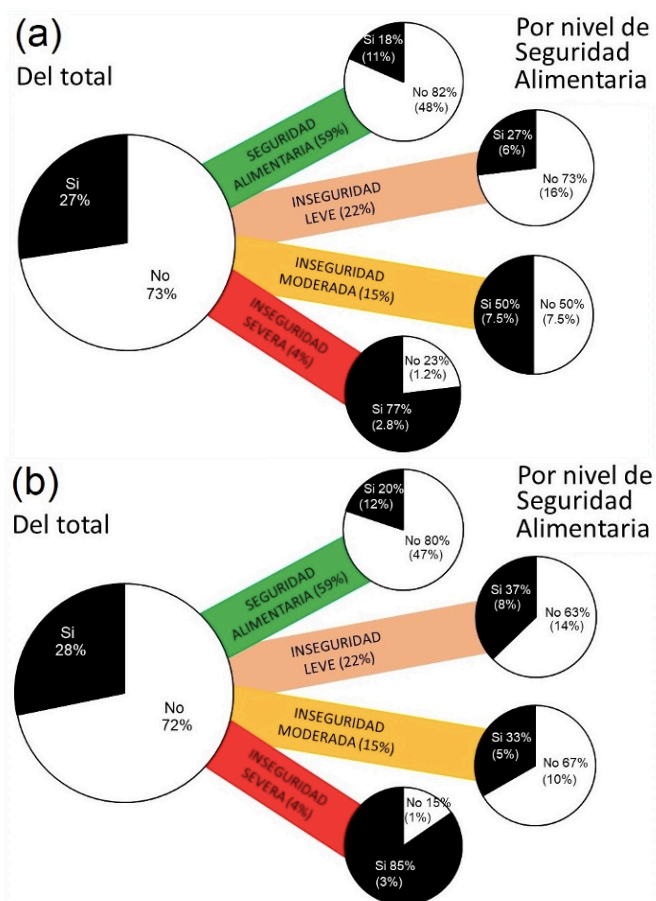 (a)
Del total
Por nivel de
Seguridad
Alimentaria
Si
27%
No
73%
SEGURIDAD
ALIMENTARIA (59%)
Si 18%
(11%)
No 82%
(48%)
INSEGURIDAD
LEVE (22%)
Si 27%
(6%)
No 73%
(16%)
INSEGURIDAD
MODERADA (15%)
Si 50%
(7.5%)
No 50%
(7.5%)
INSEGURIDAD
SEVERA (4%)
No 23%
(1.2%)
Si 77%
(2.8%)
(b)
Del total
Por nivel de
Seguridad
Alimentaria
Si
28%
No
72%
SEGURIDAD
ALIMENTARIA (59%)
Si 20%
(12%)
No 80%
(47%)
INSEGURIDAD
LEVE (22%)
Si 37%
(8%)
No 63%
(14%)
INSEGURIDAD
MODERADA (15%)
Si 33%
(5%)
No 67%
(10%)
INSEGURIDAD
SEVERA (4%)
No 15%
(1%)
Si 85%
(3%)